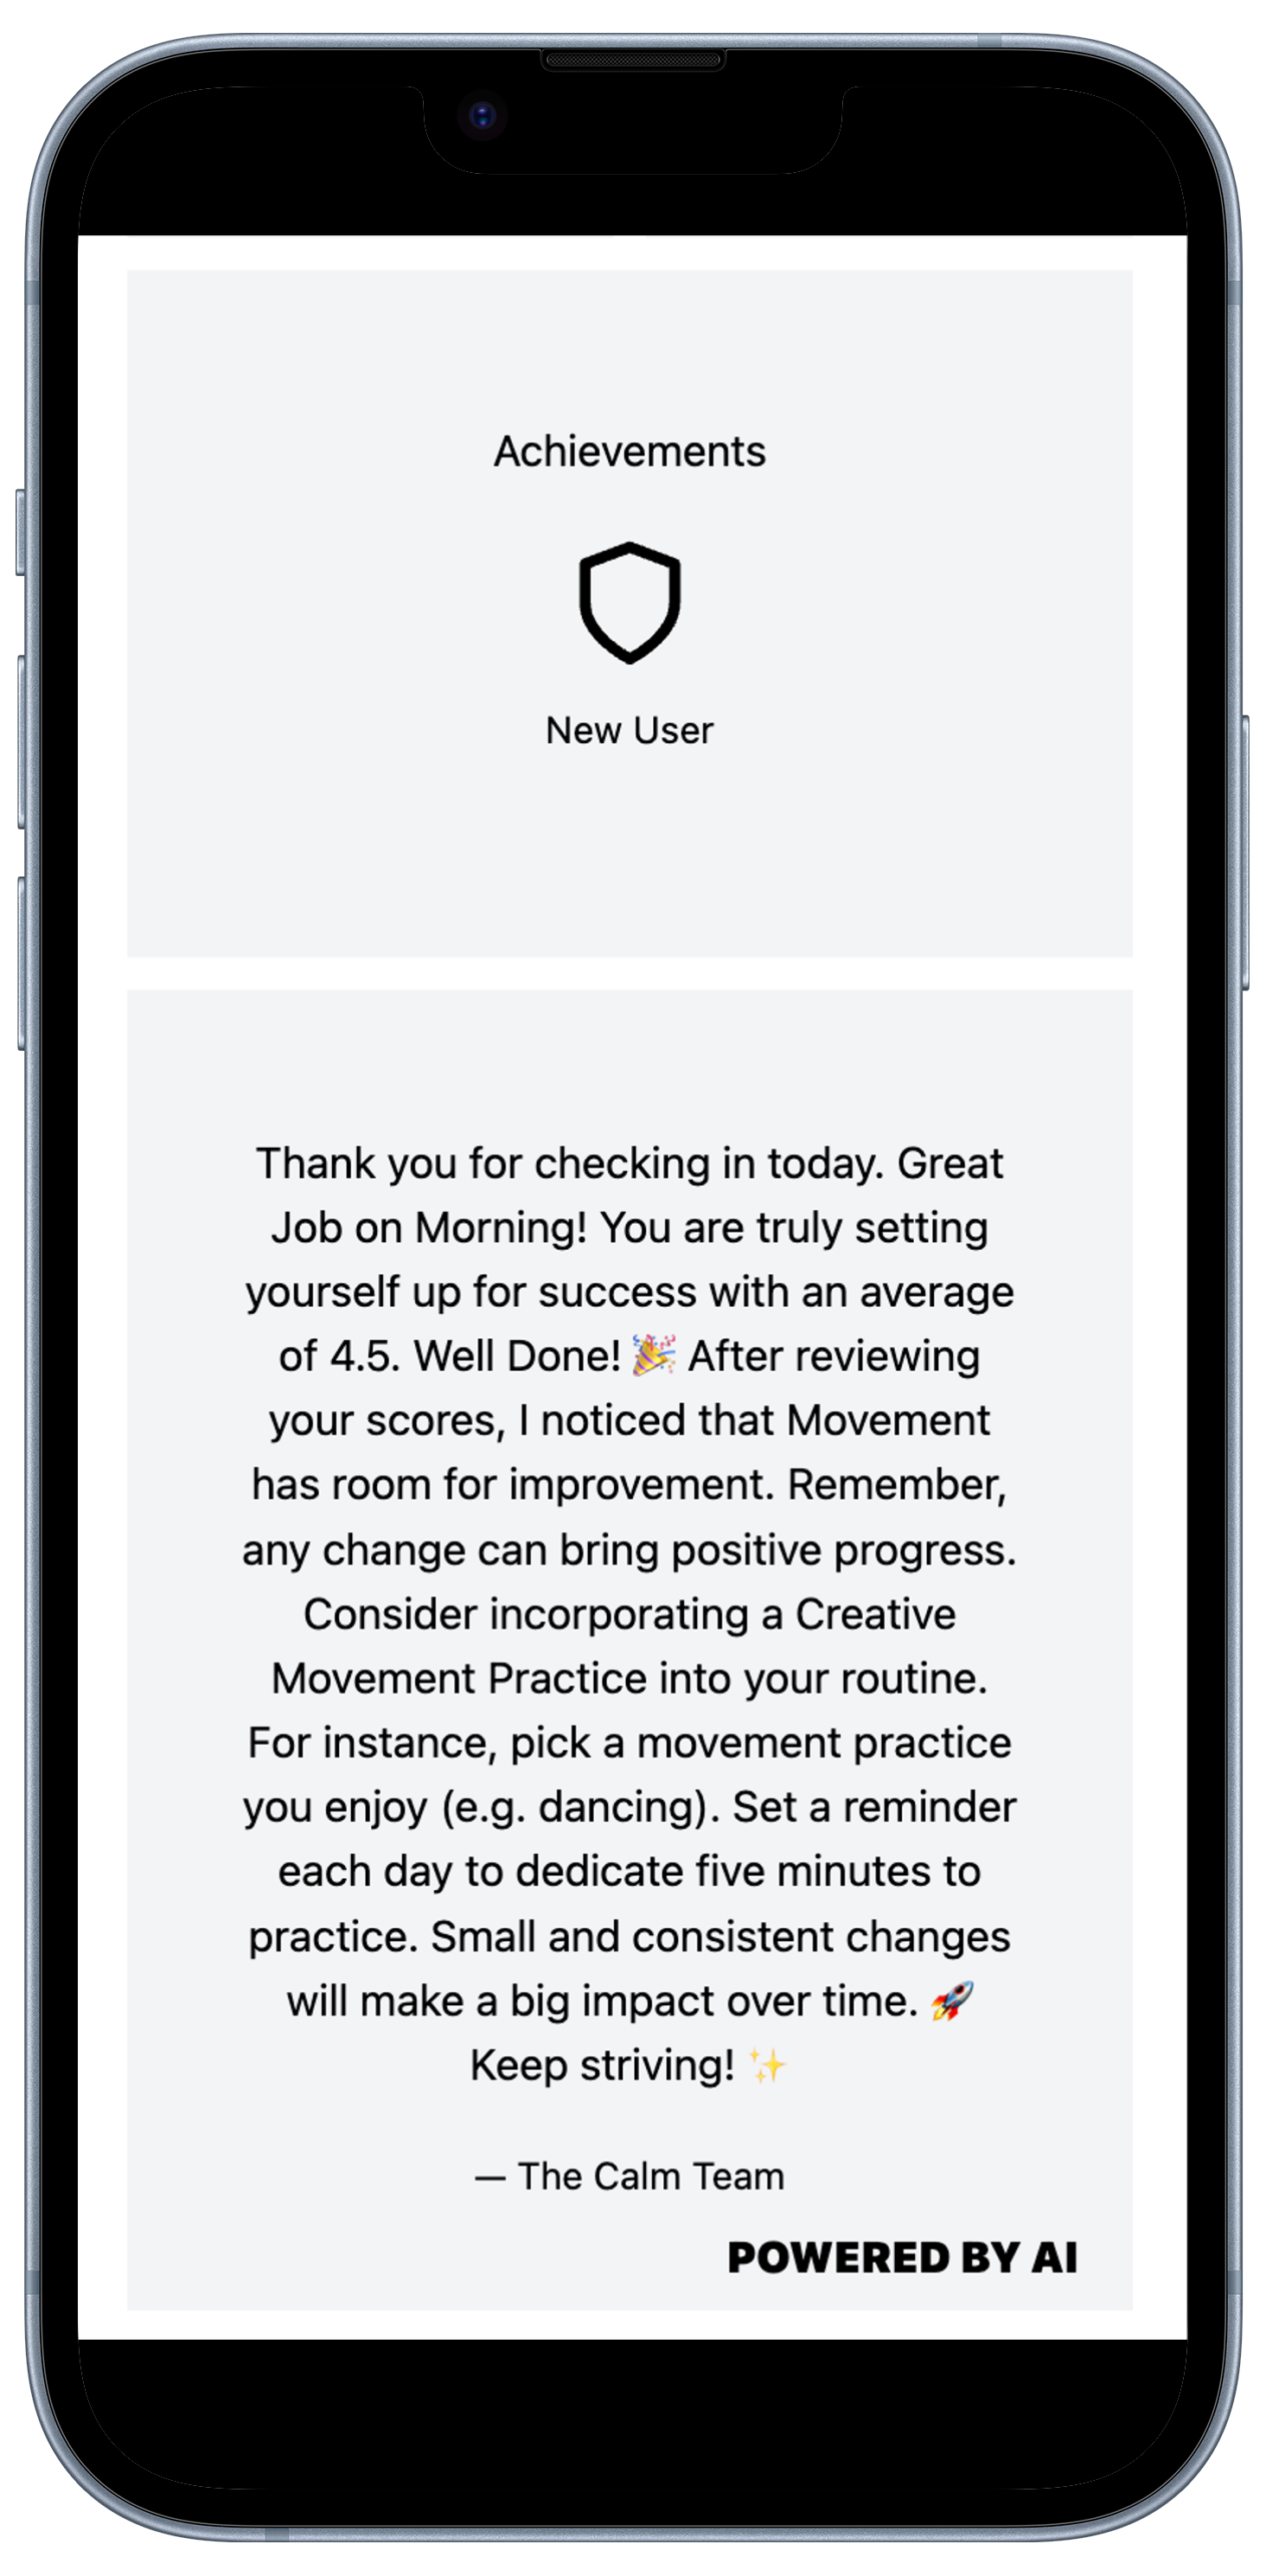 Achievements
New User
Thank you for checking in today. Great
Job on Morning! You are truly setting
yourself up for success with an average
of 4.5. Well Done! 🎉 After reviewing
your scores, I noticed that Movement
has room for improvement. Remember,
any change can bring positive progress.
Consider incorporating a Creative
Movement Practice into your routine.
For instance, pick a movement practice
you enjoy (e.g. dancing). Set a reminder
each day to dedicate five minutes to
practice. Small and consistent changes
will make a big impact over time. 🚀
Keep striving! ✨
— The Calm Team
POWERED BY AI